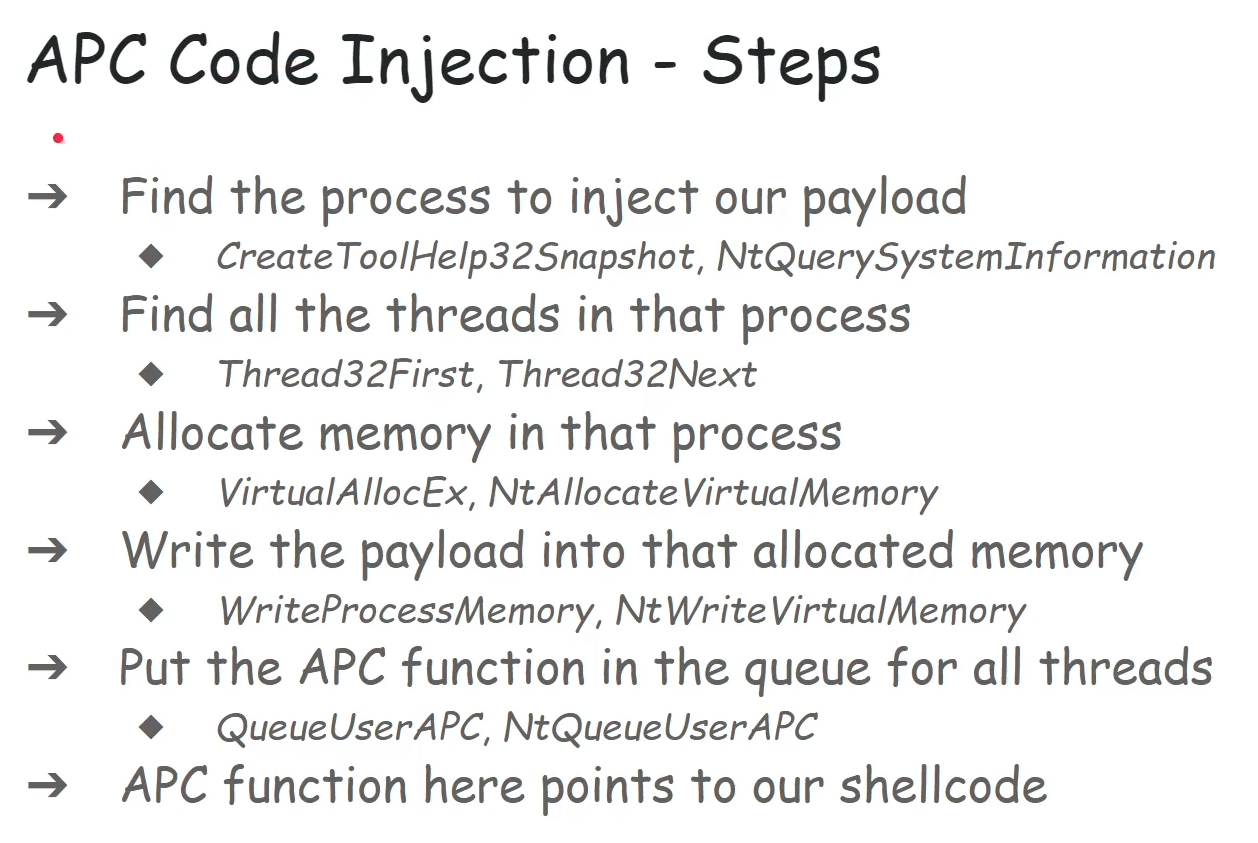 APC Code Injection - Steps
➔ Find the process to inject our payload
◆ CreateToolHelp32Snapshot, NtQuerySystemInformation
➔ Find all the threads in that process
◆ Thread32First, Thread32Next
➔ Allocate memory in that process
◆ VirtualAllocEx, NtAllocateVirtualMemory
➔ Write the payload into that allocated memory
◆ WriteProcessMemory, NtWriteVirtualMemory
➔ Put the APC function in the queue for all threads
◆ QueueUserAPC, NtQueueUserAPC
➔ APC function here points to our shellcode